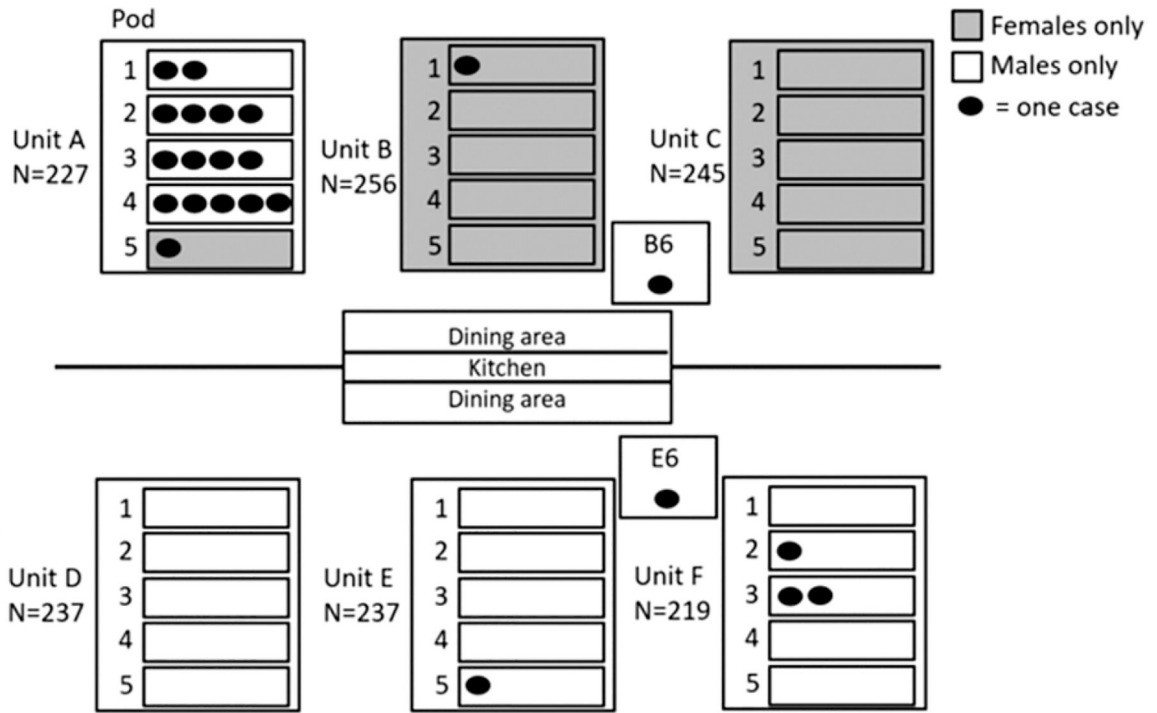 Pod
Unit A
N=227
1
2
3
4
5
Unit B
N=256
1
2
3
4
5
Unit C
N=245
1
2
3
4
5
Females only
Males only
= one case
B6
Dining area
Kitchen
Dining area
E6
Unit D
N=237
1
2
3
4
5
Unit E
N=237
1
2
3
4
5
Unit F
N=219
1
2
3
4
5